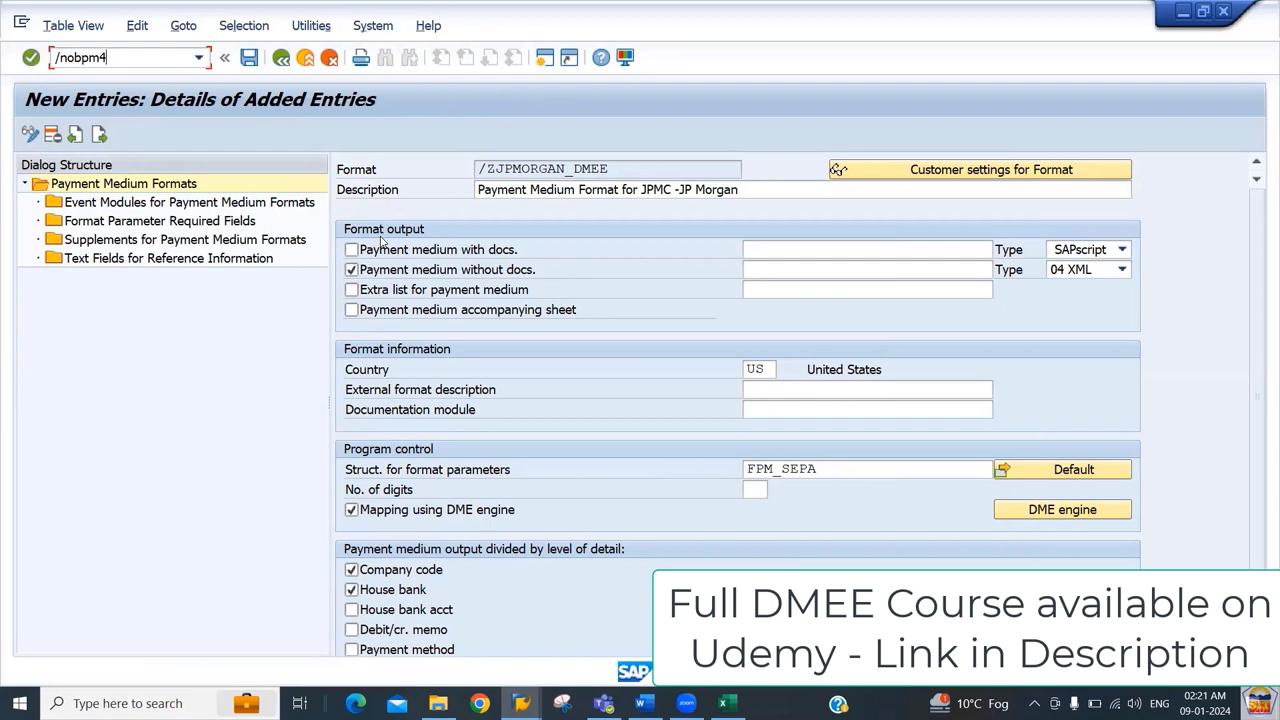 Table View Edit Goto Selection Utilities System Help
/nobpm4
New Entries: Details of Added Entries
Dialog Structure
Payment Medium Formats
Event Modules for Payment Medium Formats
Format Parameter Required Fields
Supplements for Payment Medium Formats
Text Fields for Reference Information
Format /ZJPMORGAN_DMEE Customer settings for Format
Description Payment Medium Format for JPMC -JP Morgan
Format output
Payment medium with docs. Type SAPscript
Payment medium without docs. Type 04 XML
Extra list for payment medium
Payment medium accompanying sheet
Format information
Country US United States
External format description
Documentation module
Program control
Struct. for format parameters FPM_SEPA Default
No. of digits
Mapping using DME engine DME engine
Payment medium output divided by level of detail:
Company code
House bank
House bank acct
Debit/cr. memo
Payment method
Full DMEE Course available on
Udemy - Link in Description
SAP
Type here to search
10°C Fog
ENG
02:21 AM
09-01-2024